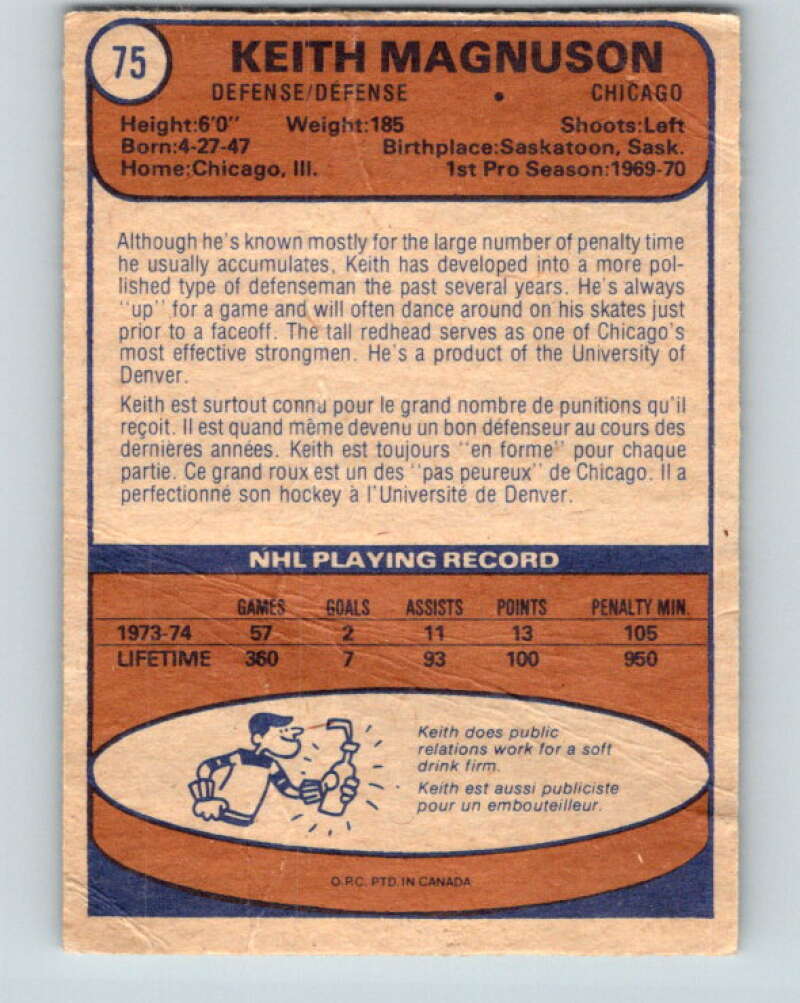 75
KEITH MAGNUSON
DEFENSE/DÉFENSE • CHICAGO
Height:6'0" Weight:185 Shoots:Left
Born:4-27-47 Birthplace:Saskatoon, Sask.
Home:Chicago, Ill. 1st Pro Season:1969-70
Although he's known mostly for the large number of penalty time
he usually accumulates, Keith has developed into a more pol-
lished type of defenseman the past several years. He's always
"up" for a game and will often dance around on his skates just
prior to a faceoff. The tall redhead serves as one of Chicago's
most effective strongmen. He's a product of the University of
Denver.
Keith est surtout connu pour le grand nombre de punitions qu'il
reçoit. Il est quand même devenu un bon défenseur au cours des
dernières années. Keith est toujours "en forme" pour chaque
partie. Ce grand roux est un des "pas peureux" de Chicago. Il a
perfectionné son hockey à l'Université de Denver.
NHL PLAYING RECORD
GAMES GOALS ASSISTS POINTS PENALTY MIN.
1973-74 57 2 11 13 105
LIFETIME 360 7 93 100 950
Keith does public
relations work for a soft
drink firm.
Keith est aussi publiciste
pour un embouteilleur.
O.P.C. PTD. IN CANADA